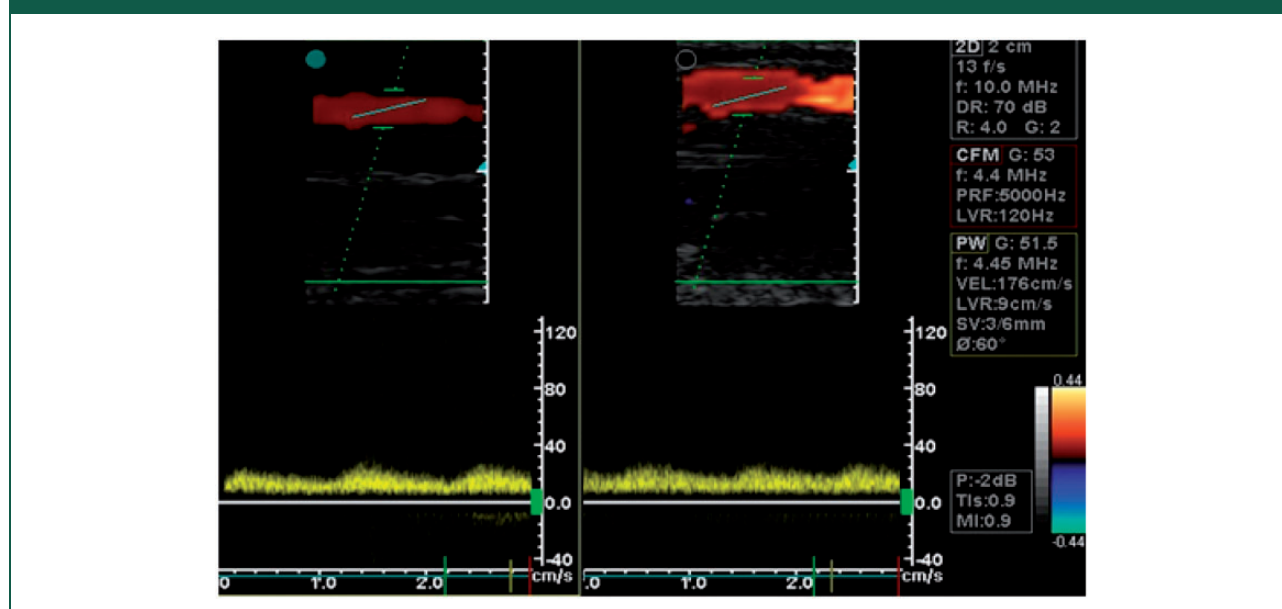 2D 2 cm
13 f/s
f: 10.0 MHz
DR: 70 dB
R: 4.0 G: 2
CFM G: 53
f: 4.4 MHz
PRF:5000Hz
LVR:120Hz
PW G: 51.5
f: 4.45 MHz
VEL:176cm/s
LVR:9cm/s
SV:3/6mm
Ø:60°
120
80
40
0.0
-40
cm/s
0
1.0
2.0
120
80
40
0.0
-40
cm/s
.0
1.0
2.0
0.44
-0.44
P:-2dB
TIs:0.9
MI:0.9